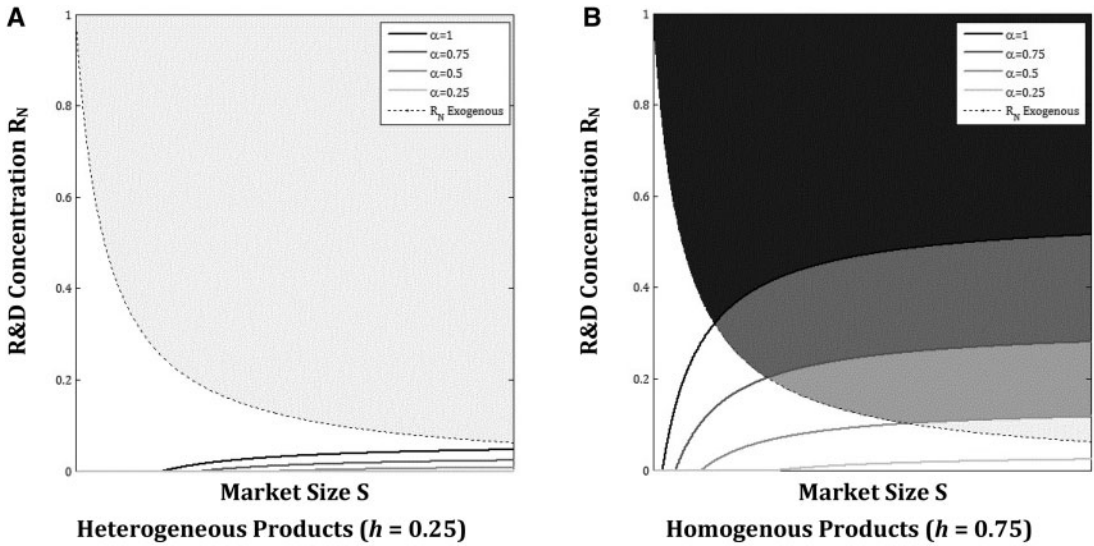 A
R&D Concentration R_N
1
0.8
0.6
0.4
0.2
0
α=1
α=0.75
α=0.5
α=0.25
R_N Exogenous
Market Size S
Heterogeneous Products (h = 0.25)
B
R&D Concentration R_N
1
0.8
0.6
0.4
0.2
0
α=1
α=0.75
α=0.5
α=0.25
R_N Exogenous
Market Size S
Homogenous Products (h = 0.75)